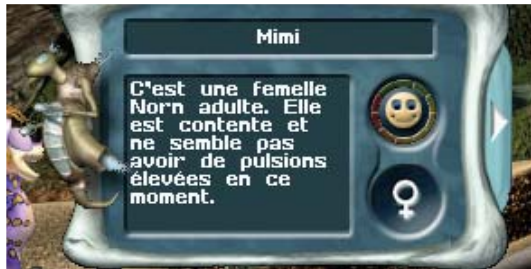 Mimi
C'est une femelle
Norn adulte. Elle
est contente et
ne semble pas
avoir de pulsions
élevées en ce
moment.